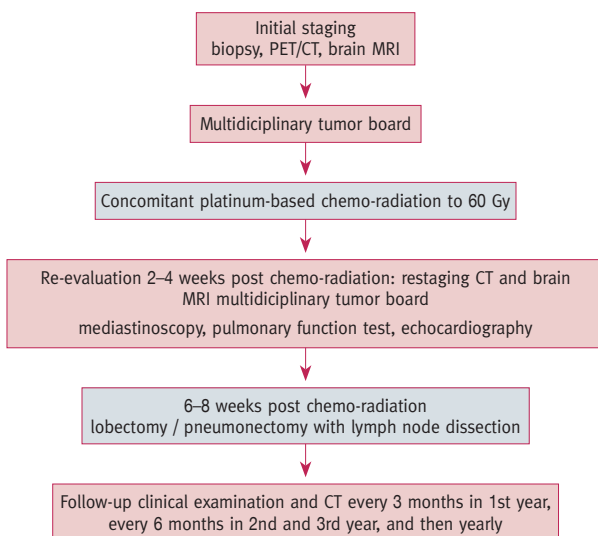 Initial staging
biopsy, PET/CT, brain MRI
Multidiciplinary tumor board
Concomitant platinum-based chemo-radiation to 60 Gy
Re-evaluation 2–4 weeks post chemo-radiation: restaging CT and brain
MRI multidiciplinary tumor board
mediastinoscopy, pulmonary function test, echocardiography
6–8 weeks post chemo-radiation
lobectomy / pneumonectomy with lymph node dissection
Follow-up clinical examination and CT every 3 months in 1st year,
every 6 months in 2nd and 3rd year, and then yearly